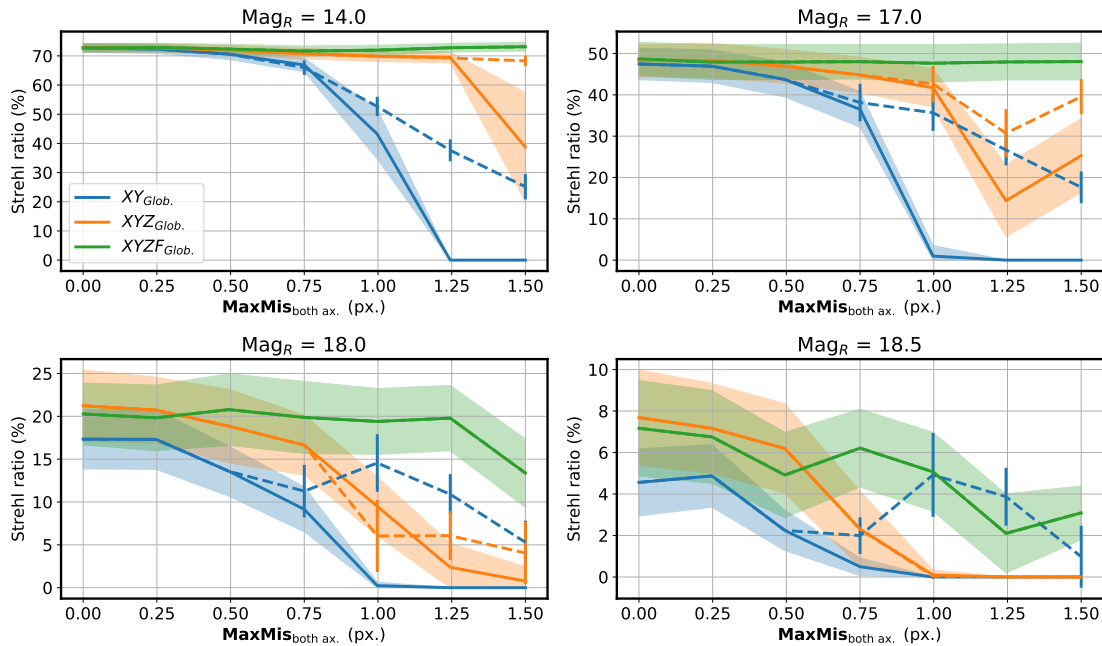 Mag_R = 14.0
Strehl ratio (%)
70
60
50
40
30
20
10
0
XY_Glob.
XYZ_Glob.
XYZF_Glob.
0.00 0.25 0.50 0.75 1.00 1.25 1.50
MaxMis_both ax. (px.)
Mag_R = 17.0
Strehl ratio (%)
50
40
30
20
10
0
0.00 0.25 0.50 0.75 1.00 1.25 1.50
MaxMis_both ax. (px.)
Mag_R = 18.0
Strehl ratio (%)
25
20
15
10
5
0
0.00 0.25 0.50 0.75 1.00 1.25 1.50
MaxMis_both ax. (px.)
Mag_R = 18.5
Strehl ratio (%)
10
8
6
4
2
0
0.00 0.25 0.50 0.75 1.00 1.25 1.50
MaxMis_both ax. (px.)